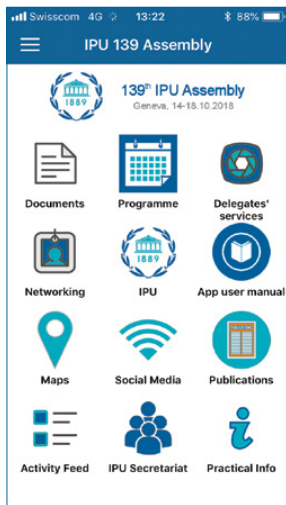 Swisscom 4G 13:22 88%
IPU 139 Assembly
1889
139th IPU Assembly
Geneva, 14-18.10.2018
Documents Programme Delegates'
services
1889
Networking IPU App user manual
Maps Social Media Publications
Activity Feed IPU Secretariat Practical Info